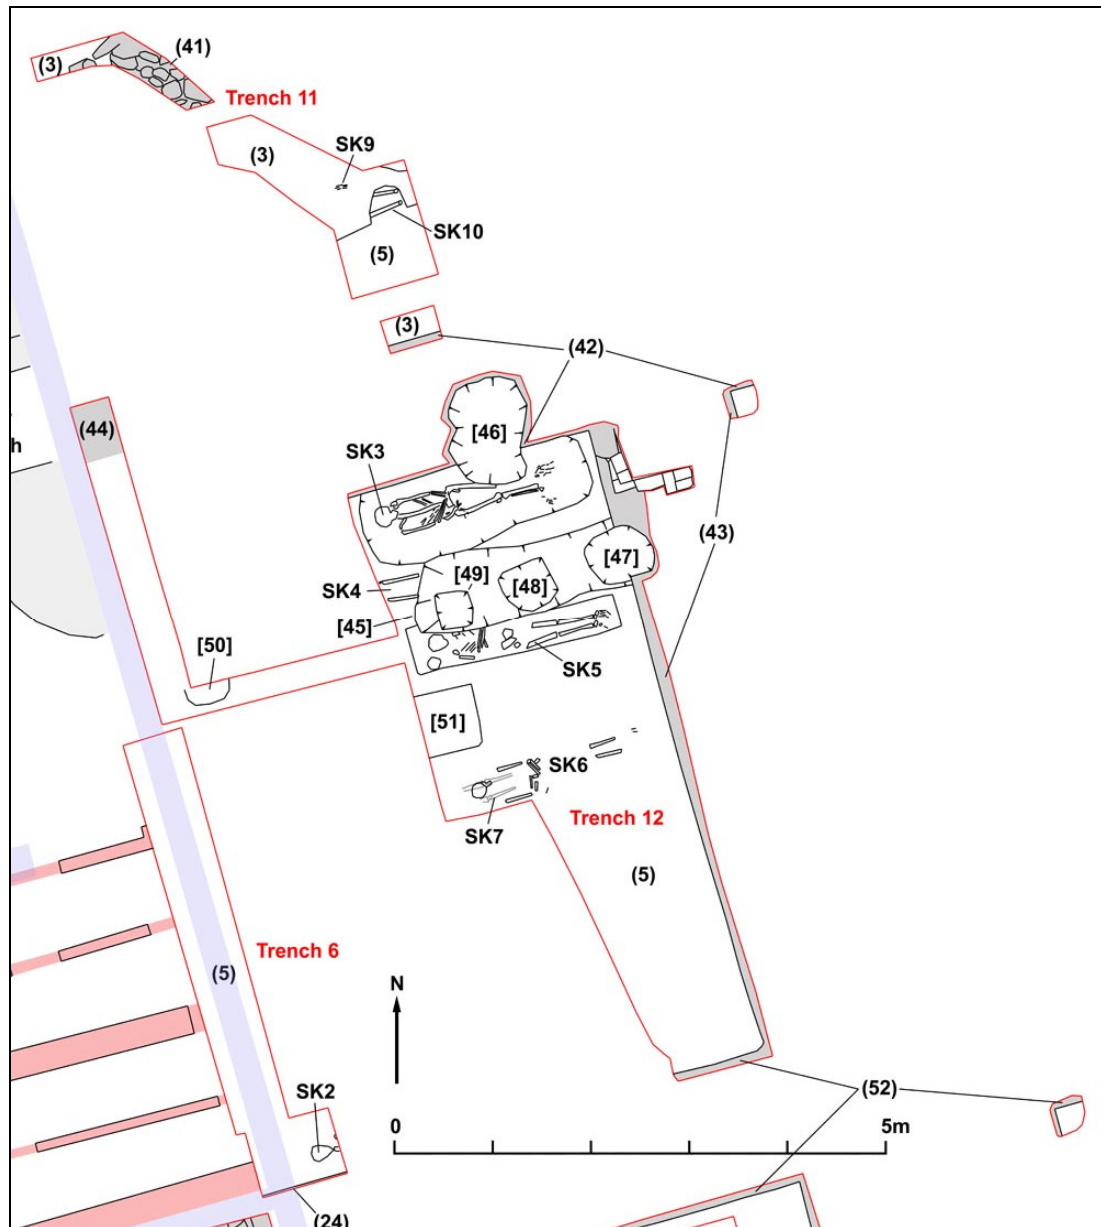 (41)
(3)
Trench 11
SK9
(3)
SK10
(5)
(3)
(42)
(44)
[46]
h
SK3
(43)
[47]
[49]
[48]
SK4
[45]
[50]
SK5
[51]
SK6
Trench 12
SK7
(5)
Trench 6
(5)
N
SK2
(52)
0
5m
(24)